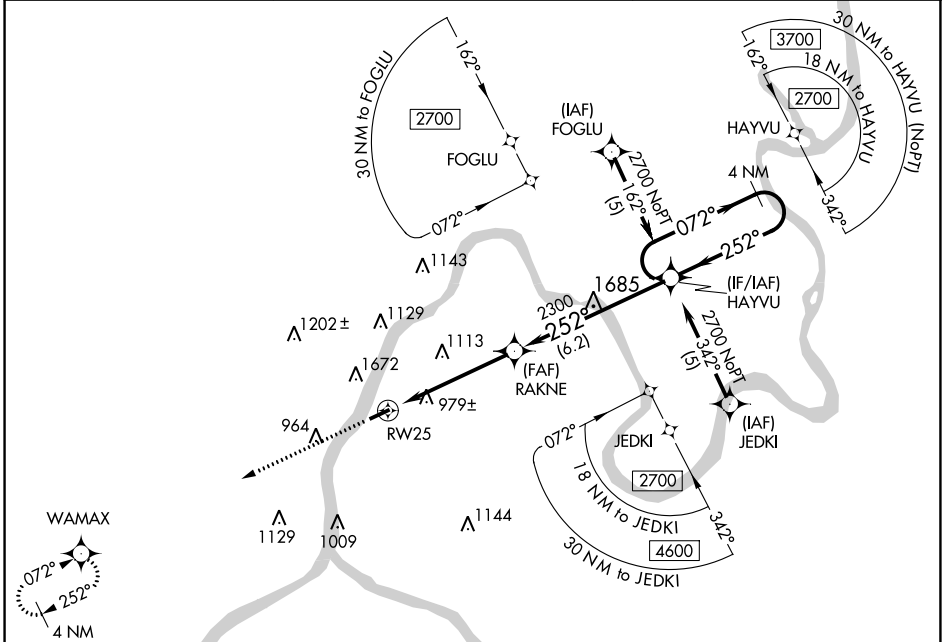 30 NM to FOGLU
162°
2700
FOGLU
072°
(IAF)
FOGLU
2700 NoPT
162°
(5)
30 NM to HAYVU (NoPT)
3700
18 NM to HAYVU
2700
162°
HAYVU
342°
4 NM
072°
252°
(IF/IAF)
HAYVU
1685
2300
252°
(6.2)
(FAF)
RAKNE
1143
1129
1202±
1113
1672
979±
RW25
964
2700 NoPT
342°
(5)
(IAF)
JEDKI
072°
JEDKI
2700
18 NM to JEDKI
342°
4600
30 NM to JEDKI
1144
1129
1009
WAMAX
072°
252°
4 NM